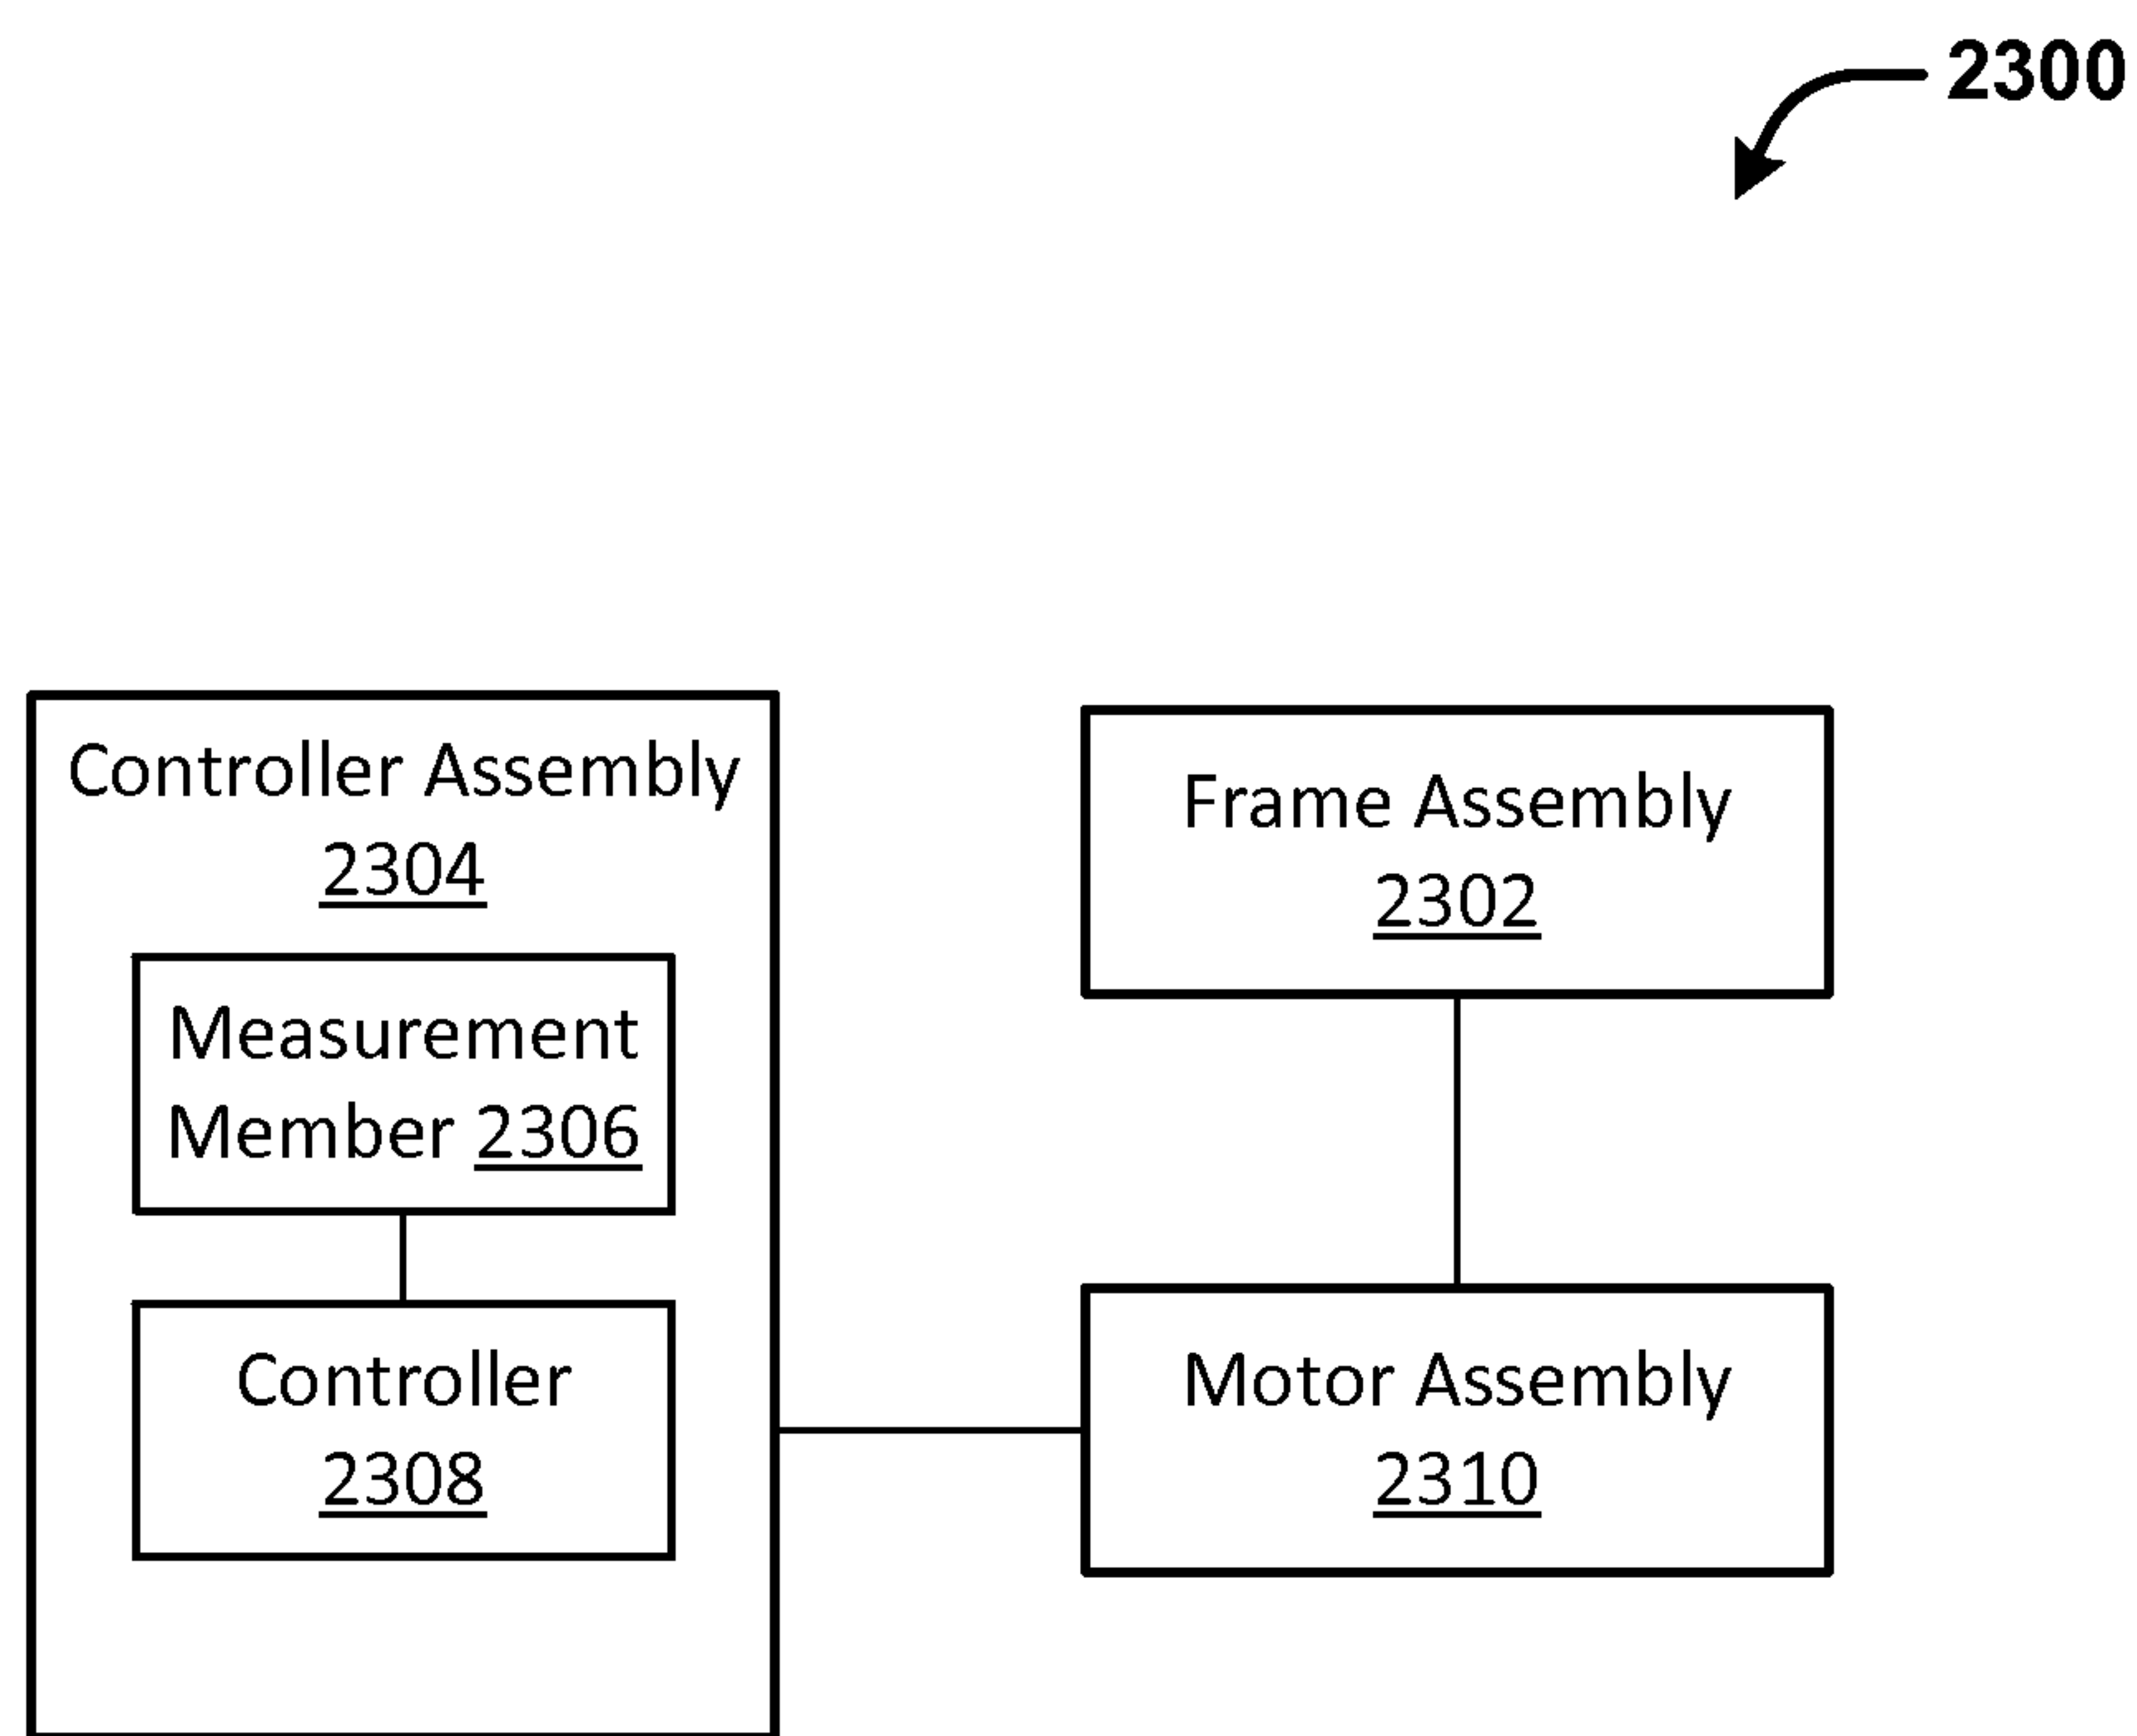 2300
Controller Assembly
2304
Measurement
Member 2306
Controller
2308
Frame Assembly
2302
Motor Assembly
2310